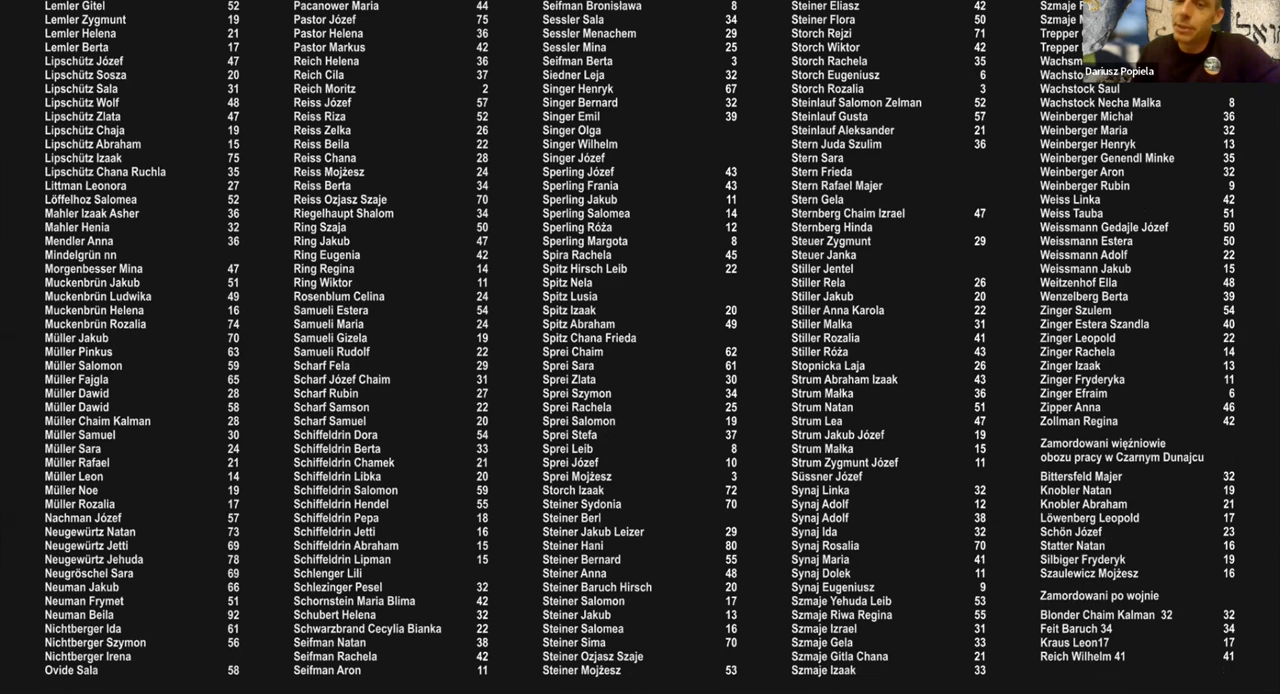 Lemler Gitel 52
Lemler Zygmunt 19
Lemler Helena 21
Lemler Berta 17
Lipschütz Józef 47
Lipschütz Sosza 20
Lipschütz Sala 31
Lipschütz Wolf 48
Lipschütz Zlata 47
Lipschütz Chaja 19
Lipschütz Abraham 15
Lipschütz Izaak 75
Lipschütz Chana Ruchla 35
Littman Leonora 27
Löffelhoz Salomea 52
Mahler Izaak Asher 36
Mahler Henia 32
Mendler Anna 36
Mindelgrün nn
Morgenbesser Mina 47
Muckenbrün Jakub 51
Muckenbrün Ludwika 49
Muckenbrün Helena 16
Muckenbrün Rozalia 74
Müller Jakub 70
Müller Pinkus 63
Müller Salomon 59
Müller Fajgla 65
Müller Dawid 28
Müller Dawid 58
Müller Chaim Kalman 28
Müller Samuel 30
Müller Sara 24
Müller Rafael 21
Müller Leon 14
Müller Noe 19
Müller Rozalia 17
Nachman Józef 57
Neugewürtz Natan 73
Neugewürtz Jetti 69
Neugewürtz Jehuda 78
Neugröschel Sara 69
Neuman Jakub 66
Neuman Frymet 51
Neuman Beila 92
Nichtberger Ida 61
Nichtberger Szymon 56
Nichtberger Irena
Ovide Sala 58
Pacanower Maria 44
Pastor Józef 75
Pastor Helena 36
Pastor Markus 42
Reich Helena 36
Reich Cila 37
Reich Moritz 2
Reiss Józef 57
Reiss Riza 52
Reiss Zelka 26
Reiss Beila 22
Reiss Chana 28
Reiss Mojżesz 24
Reiss Berta 34
Reiss Ozjasz Szaje 70
Riegelhaupt Shalom 34
Ring Szaja 50
Ring Jakub 47
Ring Eugenia 42
Ring Regina 14
Ring Wiktor 11
Rosenblum Celina 24
Samueli Estera 54
Samueli Maria 24
Samueli Gizela 19
Samueli Rudolf 22
Scharf Fela 29
Scharf Józef Chaim 31
Scharf Rubin 27
Scharf Samson 22
Scharf Samuel 20
Schiffeldrin Dora 54
Schiffeldrin Berta 33
Schiffeldrin Chamek 21
Schiffeldrin Libka 20
Schiffeldrin Salomon 59
Schiffeldrin Hendel 55
Schiffeldrin Pepa 18
Schiffeldrin Jetti 16
Schiffeldrin Abraham 15
Schiffeldrin Lipman 15
Schlenger Lili
Schlezinger Pesel 32
Schornstein Maria Blima 42
Schubert Helena 32
Schwarzbrand Cecylia Bianka 22
Seifman Natan 38
Seifman Rachela 42
Seifman Aron 11
Seifman Bronisława 8
Sessler Sala 34
Sessler Menachem 29
Sessler Mina 25
Seifman Berta 3
Siedner Leja 32
Singer Henryk 67
Singer Bernard 32
Singer Emil 39
Singer Olga
Singer Wilhelm
Singer Józef
Sperling Józef 43
Sperling Frania 43
Sperling Jakub 11
Sperling Salomea 14
Sperling Róża 12
Sperling Margota 8
Spira Rachela 45
Spitz Hirsch Leib 22
Spitz Nela
Spitz Lusia
Spitz Izaak 20
Spitz Abraham 49
Spitz Chana Frieda
Sprei Chaim 62
Sprei Sara 61
Sprei Zlata 30
Sprei Szymon 34
Sprei Rachela 25
Sprei Salomon 19
Sprei Stefa 37
Sprei Leib 8
Sprei Józef 10
Sprei Mojżesz 3
Storch Izaak 72
Steiner Sydonia 70
Steiner Berl
Steiner Jakub Leizer 29
Steiner Hani 80
Steiner Bernard 55
Steiner Anna 48
Steiner Baruch Hirsch 20
Steiner Salomon 17
Steiner Jakub 13
Steiner Salomea 16
Steiner Sima 70
Steiner Ozjasz Szaje
Steiner Mojżesz 53
Steiner Eliasz 42
Steiner Flora 50
Storch Rejzi 71
Storch Wiktor 42
Storch Rachela 35
Storch Eugeniusz 6
Storch Rozalia 3
Steinlauf Salomon Zelman 52
Steinlauf Gusta 57
Steinlauf Aleksander 21
Stern Juda Szulim 36
Stern Sara
Stern Frieda
Stern Rafael Majer
Stern Gela
Sternberg Chaim Izrael 47
Sternberg Hinda
Steuer Zygmunt 29
Steuer Janka
Stiller Jentel
Stiller Rela 26
Stiller Jakub 20
Stiller Anna Karola 22
Stiller Malka 31
Stiller Rozalia 41
Stiller Róża 43
Stopnicka Laja 26
Strum Abraham Izaak 43
Strum Małka 36
Strum Natan 51
Strum Lea 47
Strum Jakub Józef 19
Strum Małka 15
Strum Zygmunt Józef 11
Süssner Józef
Synaj Linka 32
Synaj Adolf 12
Synaj Adolf 38
Synaj Ida 32
Synaj Rosalia 70
Synaj Maria 41
Synaj Dolek 11
Synaj Eugeniusz 9
Szmaje Yehuda Leib 53
Szmaje Riwa Regina 55
Szmaje Izrael 31
Szmaje Gela 33
Szmaje Gitla Chana 21
Szmaje Izaak 33
Szmaje
Szmaje
Trepper
Trepper
Wachstock Saul
Wachstock Necha Malka 8
Weinberger Michał 36
Weinberger Maria 32
Weinberger Henryk 13
Weinberger Genendl Minke 35
Weinberger Aron 32
Weinberger Rubin 9
Weiss Linka 42
Weiss Tauba 51
Weissmann Gedajle Józef 50
Weissmann Estera 50
Weissmann Adolf 22
Weissmann Jakub 15
Weitzenhof Ella 48
Wenzelberg Berta 39
Zinger Szulem 54
Zinger Estera Szandla 40
Zinger Leopold 22
Zinger Rachela 14
Zinger Izaak 13
Zinger Fryderyka 11
Zinger Efraim 6
Zipper Anna 46
Zollman Regina 42
Zamordowani więźniowie
obozu pracy w Czarnym Dunajcu
Bittersfeld Majer 32
Knobler Natan 19
Knobler Abraham 21
Löwenberg Leopold 17
Schön Józef 23
Statter Natan 16
Silbiger Fryderyk 19
Szaulewicz Mojżesz 16
Zamordowani po wojnie
Blonder Chaim Kalman 32 32
Feit Baruch 34 34
Kraus Leon17 17
Reich Wilhelm 41 41
Dariusz Popiela